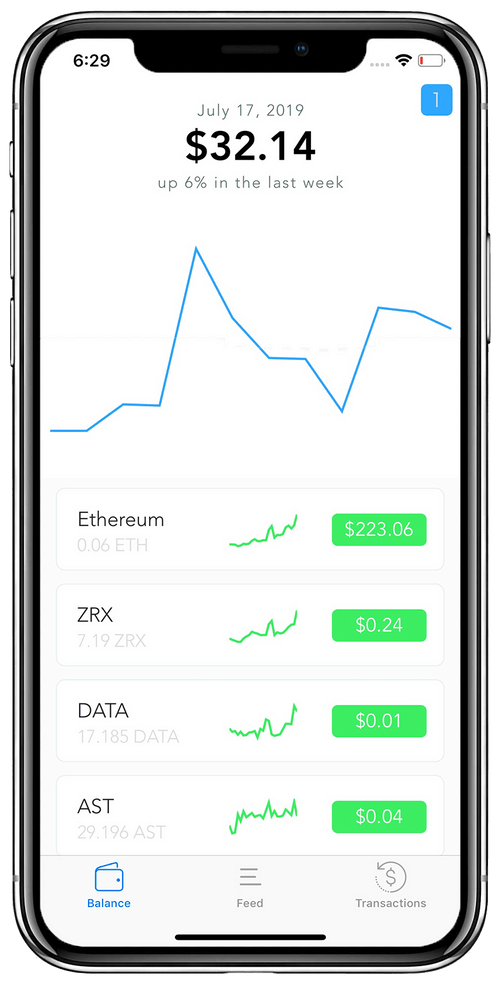 6:29
1
July 17, 2019
$32.14
up 6% in the last week
Ethereum
0.06 ETH
$223.06
ZRX
7.19 ZRX
$0.24
DATA
17.185 DATA
$0.01
AST
29.196 AST
$0.04
Balance
Feed
$
Transactions